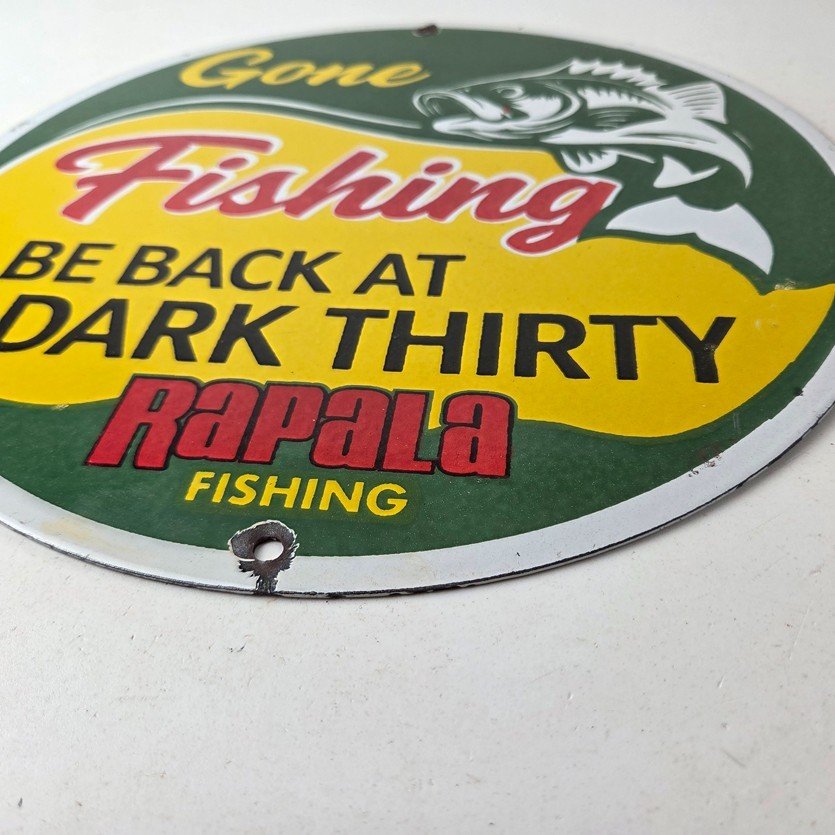 Gone
Fishing
BE BACK AT
DARK THIRTY
RAPALA
FISHING